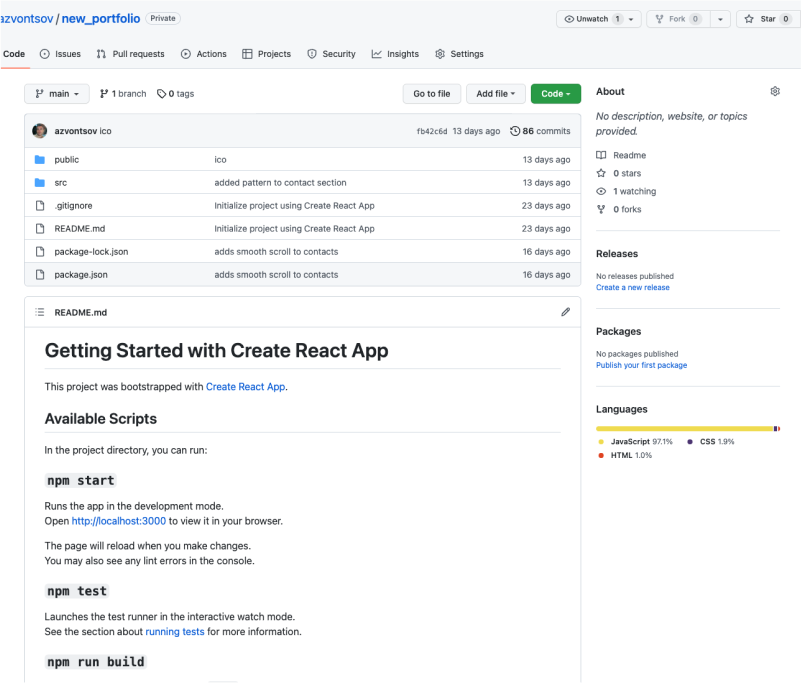 azvontsov / new_portfolio Private
Unwatch 1 Fork 0 Star 0
Code Issues Pull requests Actions Projects Security Insights Settings
main 1 branch 0 tags Go to file Add file Code
azvontsov ico fb42c6d 13 days ago 86 commits
public ico 13 days ago
src added pattern to contact section 13 days ago
.gitignore Initialize project using Create React App 23 days ago
README.md Initialize project using Create React App 23 days ago
package-lock.json adds smooth scroll to contacts 16 days ago
package.json adds smooth scroll to contacts 16 days ago
README.md
Getting Started with Create React App
This project was bootstrapped with Create React App.
Available Scripts
In the project directory, you can run:
npm start
Runs the app in the development mode.
Open http://localhost:3000 to view it in your browser.
The page will reload when you make changes.
You may also see any lint errors in the console.
npm test
Launches the test runner in the interactive watch mode.
See the section about running tests for more information.
npm run build
About
No description, website, or topics
provided.
Readme
0 stars
1 watching
0 forks
Releases
No releases published
Create a new release
Packages
No packages published
Publish your first package
Languages
JavaScript 97.1% CSS 1.9%
HTML 1.0%